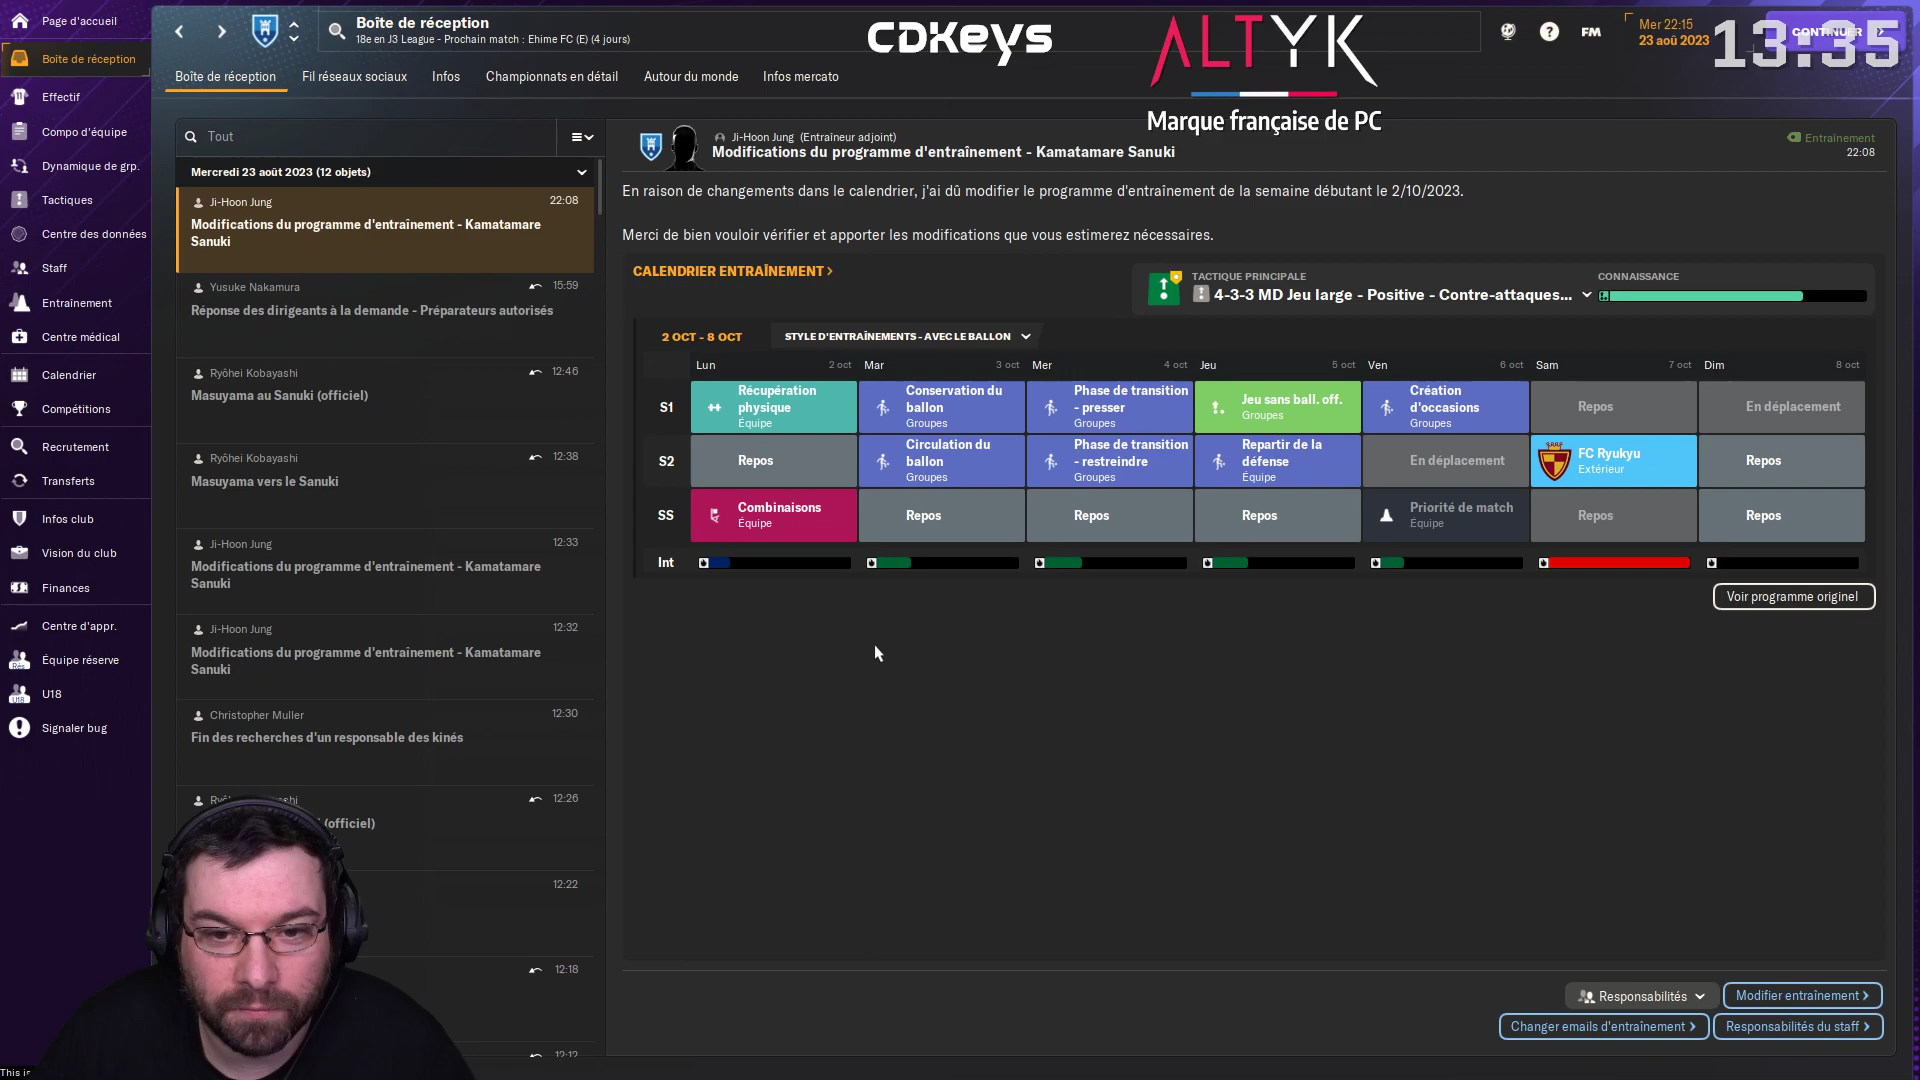 Page d'accueil
Boîte de réception
Effectif
Compo d'équipe
Dynamique de grp.
Tactiques
Centre des données
Staff
Entraînement
Centre médical
Calendrier
Compétitions
Recrutement
Transferts
Infos club
Vision du club
Finances
Centre d'appr.
Équipe réserve
U18
Signaler bug
Boîte de réception
18e en J3 League - Prochain match : Ehime FC (E) (4 jours)
CDKeys
ALTYK
Marque française de PC
FM
Mer 22:15
23 aoû 2023
CONTINUER
13:35
Boîte de réception
Fil réseaux sociaux
Infos
Championnats en détail
Autour du monde
Infos mercato
Tout
Mercredi 23 août 2023 (12 objets)
Ji-Hoon Jung 22:08
Modifications du programme d'entraînement - Kamatamare
Sanuki
Yusuke Nakamura 15:59
Réponse des dirigeants à la demande - Préparateurs autorisés
Ryōhei Kobayashi 12:46
Masuyama au Sanuki (officiel)
Ryōhei Kobayashi 12:38
Masuyama vers le Sanuki
Ji-Hoon Jung 12:33
Modifications du programme d'entraînement - Kamatamare
Sanuki
Ji-Hoon Jung 12:32
Modifications du programme d'entraînement - Kamatamare
Sanuki
Christopher Muller 12:30
Fin des recherches d'un responsable des kinés
12:26
(officiel)
12:22
12:18
12:12
Ji-Hoon Jung (Entraîneur adjoint)
Modifications du programme d'entraînement - Kamatamare Sanuki
Entraînement
22:08
En raison de changements dans le calendrier, j'ai dû modifier le programme d'entraînement de la semaine débutant le 2/10/2023.
Merci de bien vouloir vérifier et apporter les modifications que vous estimerez nécessaires.
CALENDRIER ENTRAÎNEMENT >
TACTIQUE PRINCIPALE
4-3-3 MD Jeu large - Positive - Contre-attaques...
CONNAISSANCE
2 OCT - 8 OCT
STYLE D'ENTRAÎNEMENTS - AVEC LE BALLON
Lun 2 oct Mar 3 oct Mer 4 oct Jeu 5 oct Ven 6 oct Sam 7 oct Dim 8 oct
S1
Récupération physique Équipe
Conservation du ballon Groupes
Phase de transition - presser Groupes
Jeu sans ball. off. Groupes
Création d'occasions Groupes
Repos
En déplacement
S2
Repos
Circulation du ballon Groupes
Phase de transition - restreindre Groupes
Repartir de la défense Équipe
En déplacement
FC Ryukyu Extérieur
Repos
SS
Combinaisons Équipe
Repos
Repos
Repos
Priorité de match Équipe
Repos
Repos
Int
Voir programme originel
Responsabilités
Modifier entraînement >
Changer emails d'entraînement >
Responsabilités du staff >
This is